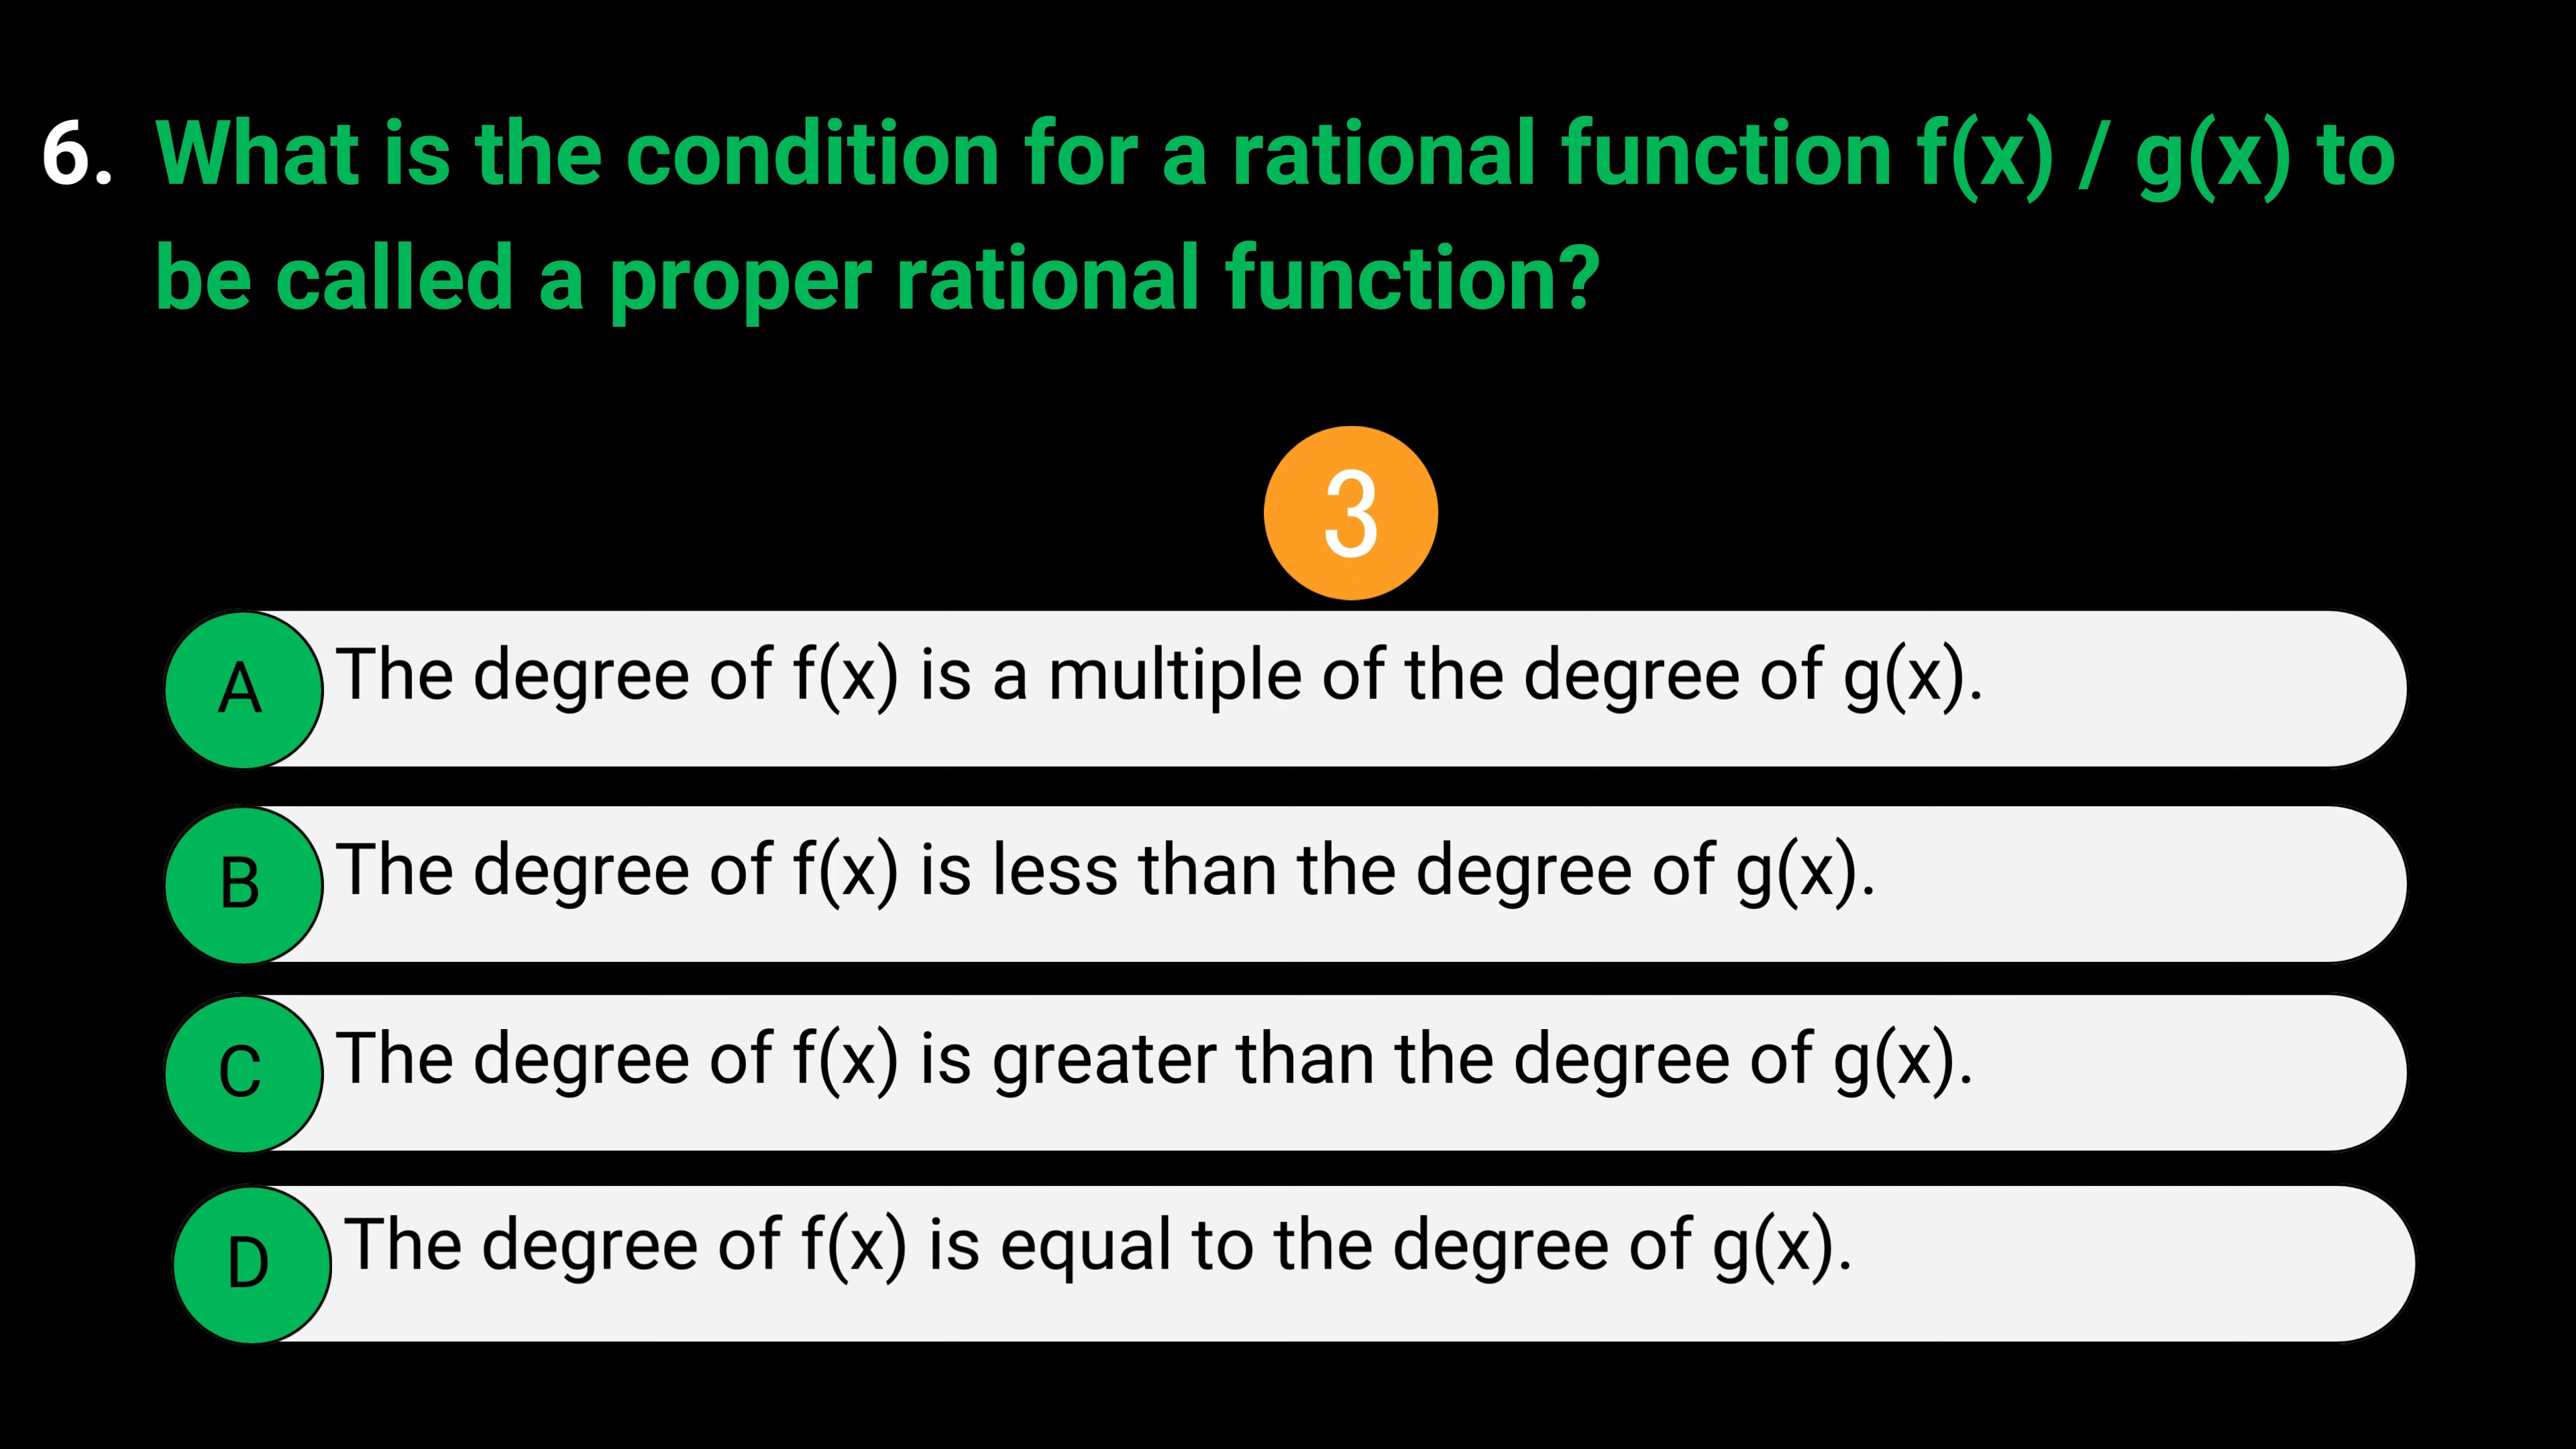 6. What is the condition for a rational function f(x) / g(x) to
be called a proper rational function?
3
A The degree of f(x) is a multiple of the degree of g(x).
B The degree of f(x) is less than the degree of g(x).
C The degree of f(x) is greater than the degree of g(x).
D The degree of f(x) is equal to the degree of g(x).